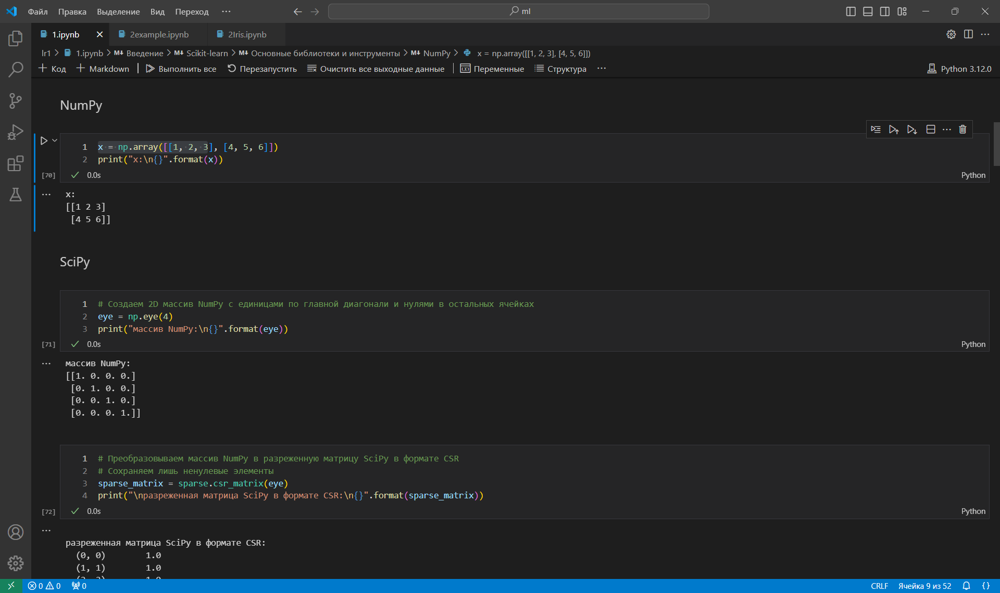 Файл Правка Выделение Вид Переход ··· ml
1.ipynb 2example.ipynb 2Iris.ipynb
lr1 > 1.ipynb > M↓ Введение > M↓ Scikit-learn > M↓ Основные библиотеки и инструменты > M↓ NumPy > x = np.array([[1, 2, 3], [4, 5, 6]])
+ Код + Markdown | Выполнить все Перезапустить Очистить все выходные данные | Переменные Структура ··· Python 3.12.0
NumPy
1 x = np.array([[1, 2, 3], [4, 5, 6]])
2 print("x:\n{}".format(x))
[70] ✓ 0.0s Python
··· x:
[[1 2 3]
 [4 5 6]]
SciPy
1 # Создаем 2D массив NumPy с единицами по главной диагонали и нулями в остальных ячейках
2 eye = np.eye(4)
3 print("массив NumPy:\n{}".format(eye))
[71] ✓ 0.0s Python
··· массив NumPy:
[[1. 0. 0. 0.]
 [0. 1. 0. 0.]
 [0. 0. 1. 0.]
 [0. 0. 0. 1.]]
1 # Преобразовываем массив NumPy в разреженную матрицу SciPy в формате CSR
2 # Сохраняем лишь ненулевые элементы
3 sparse_matrix = sparse.csr_matrix(eye)
4 print("\nразреженная матрица SciPy в формате CSR:\n{}".format(sparse_matrix))
[72] ✓ 0.0s Python
···
разреженная матрица SciPy в формате CSR:
(0, 0) 1.0
(1, 1) 1.0
0 0 0 CRLF Ячейка 9 из 52 {}